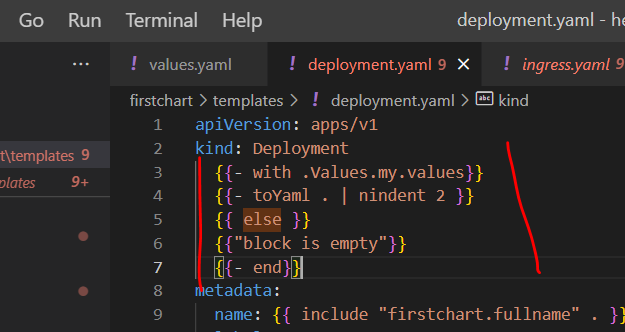 Go Run Terminal Help deployment.yaml - he
... ! values.yaml ! deployment.yaml 9 × ! ingress.yaml 9
firstchart > templates > ! deployment.yaml > abc kind
1 apiVersion: apps/v1
t\templates 9 2 kind: Deployment
plates 9+ 3 {{- with .Values.my.values}}
4 {{- toYaml . | nindent 2 }}
5 {{ else }}
6 {{"block is empty"}}
7 {{- end}}
8 metadata:
9 name: {{ include "firstchart.fullname" . }}